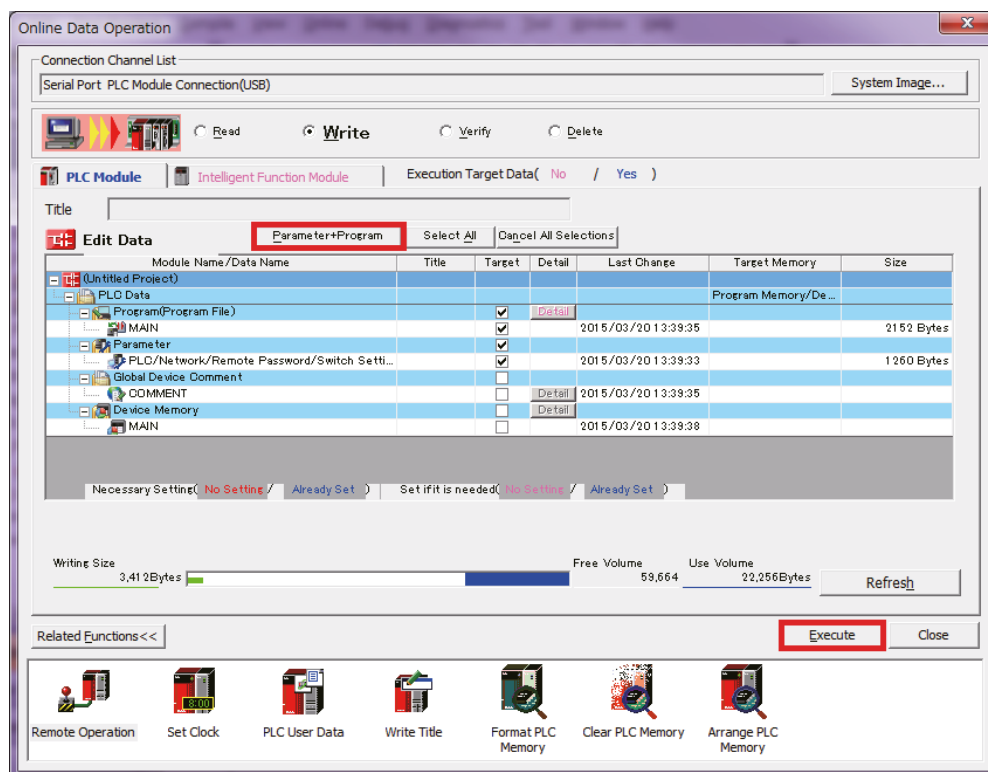 Online Data Operation
Connection Channel List
Serial Port PLC Module Connection(USB)
System Image...
Read
Write
Verify
Delete
PLC Module
Intelligent Function Module
Execution Target Data( No / Yes )
Title
Edit Data
Parameter+Program
Select All
Cancel All Selections
Module Name/Data Name Title Target Detail Last Change Target Memory Size
(Untitled Project)
PLC Data Program Memory/De...
Program(Program File) Detail
MAIN 2015/03/20 13:39:35 2152 Bytes
Parameter
PLC/Network/Remote Password/Switch Setti... 2015/03/20 13:39:33 1260 Bytes
Global Device Comment
COMMENT Detail 2015/03/20 13:39:35
Device Memory Detail
MAIN 2015/03/20 13:39:38
Necessary Setting( No Setting / Already Set ) Set if it is needed( No Setting / Already Set )
Writing Size Free Volume Use Volume
3,412Bytes 59,664 22,256Bytes
Refresh
Related Functions<<
Execute
Close
8:00
Remote Operation
Set Clock
PLC User Data
Write Title
Format PLC
Memory
Clear PLC Memory
Arrange PLC
Memory